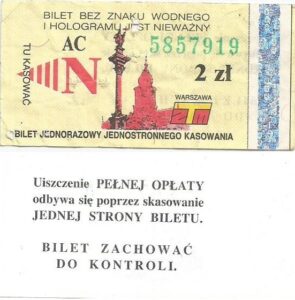 BILET BEZ ZNAKU WODNEGO
I HOLOGRAMU JEST NIEWAŻNY
TU KASOWAĆ
AC
5857919
N
2 zł
WARSZAWA
ZTM
BILET JEDNORAZOWY JEDNOSTRONNEGO KASOWANIA
Uiszczenie PEŁNEJ OPŁATY
odbywa się poprzez skasowanie
JEDNEJ STRONY BILETU.
BILET ZACHOWAĆ
DO KONTROLI.